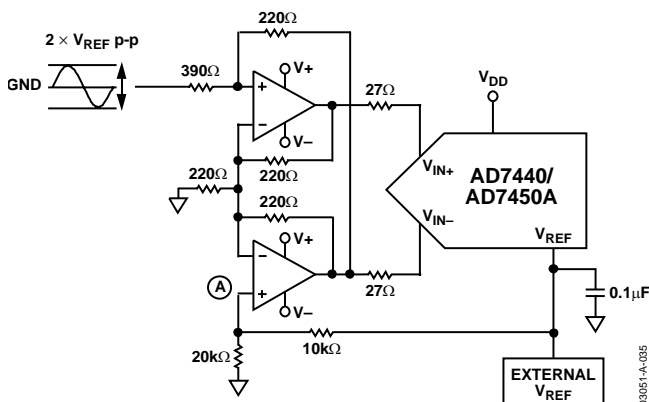 220Ω
2 × VREF p-p
390Ω
V+
27Ω
VDD
GND
+
–
V–
220Ω
220Ω
220Ω
VIN+
AD7440/
AD7450A
VIN–
VREF
V+
–
A
+
V–
27Ω
0.1μF
10kΩ
20kΩ
EXTERNAL
VREF
03051-A-035